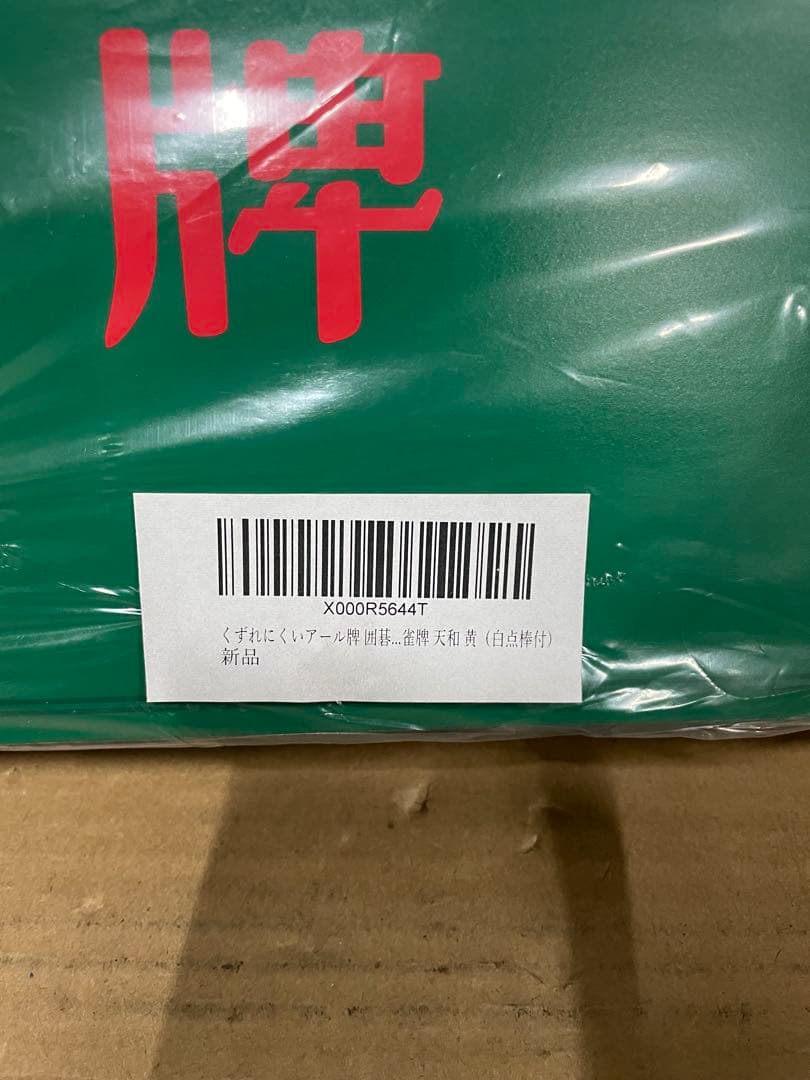 牌
X000R5644T
くずれにくいアール牌 囲碁...雀牌 天和 黄（白点棒付）
新品